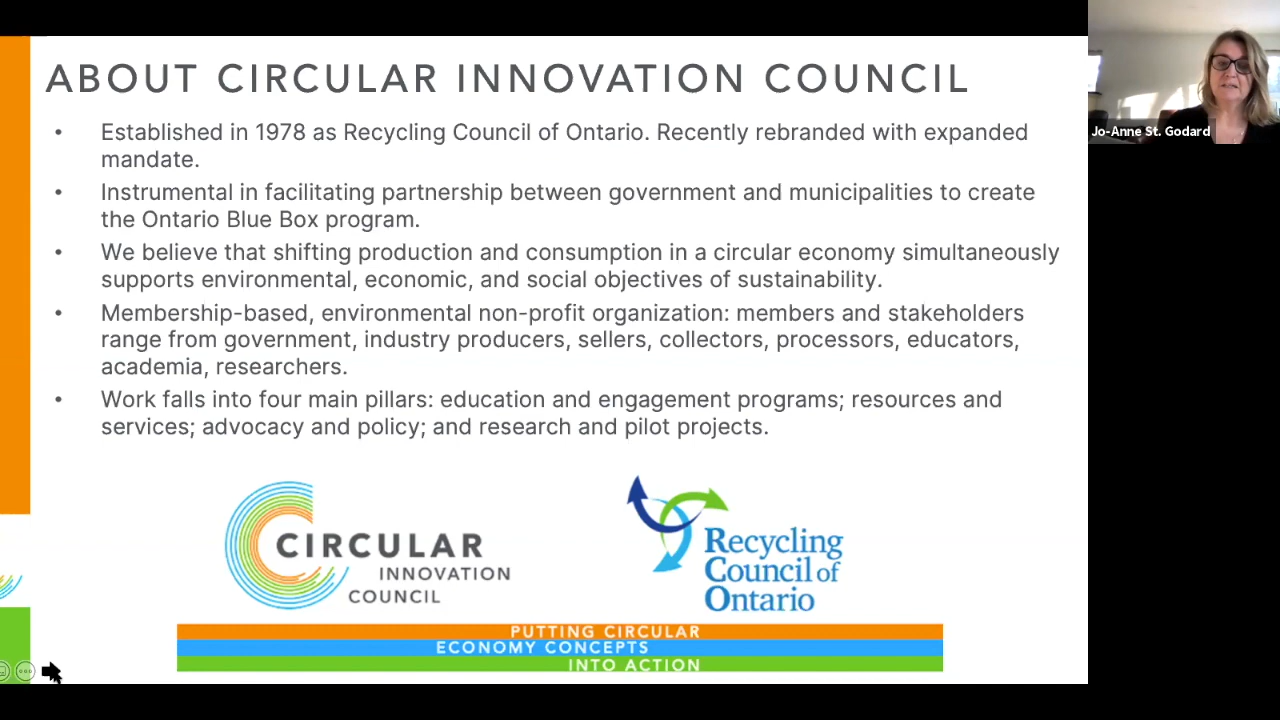 ABOUT CIRCULAR INNOVATION COUNCIL
• Established in 1978 as Recycling Council of Ontario. Recently rebranded with expanded
mandate.
• Instrumental in facilitating partnership between government and municipalities to create
the Ontario Blue Box program.
• We believe that shifting production and consumption in a circular economy simultaneously
supports environmental, economic, and social objectives of sustainability.
• Membership-based, environmental non-profit organization: members and stakeholders
range from government, industry producers, sellers, collectors, processors, educators,
academia, researchers.
• Work falls into four main pillars: education and engagement programs; resources and
services; advocacy and policy; and research and pilot projects.
CIRCULAR
INNOVATION
COUNCIL
Recycling
Council of
Ontario
PUTTING CIRCULAR
ECONOMY CONCEPTS
INTO ACTION
Jo-Anne St. Godard